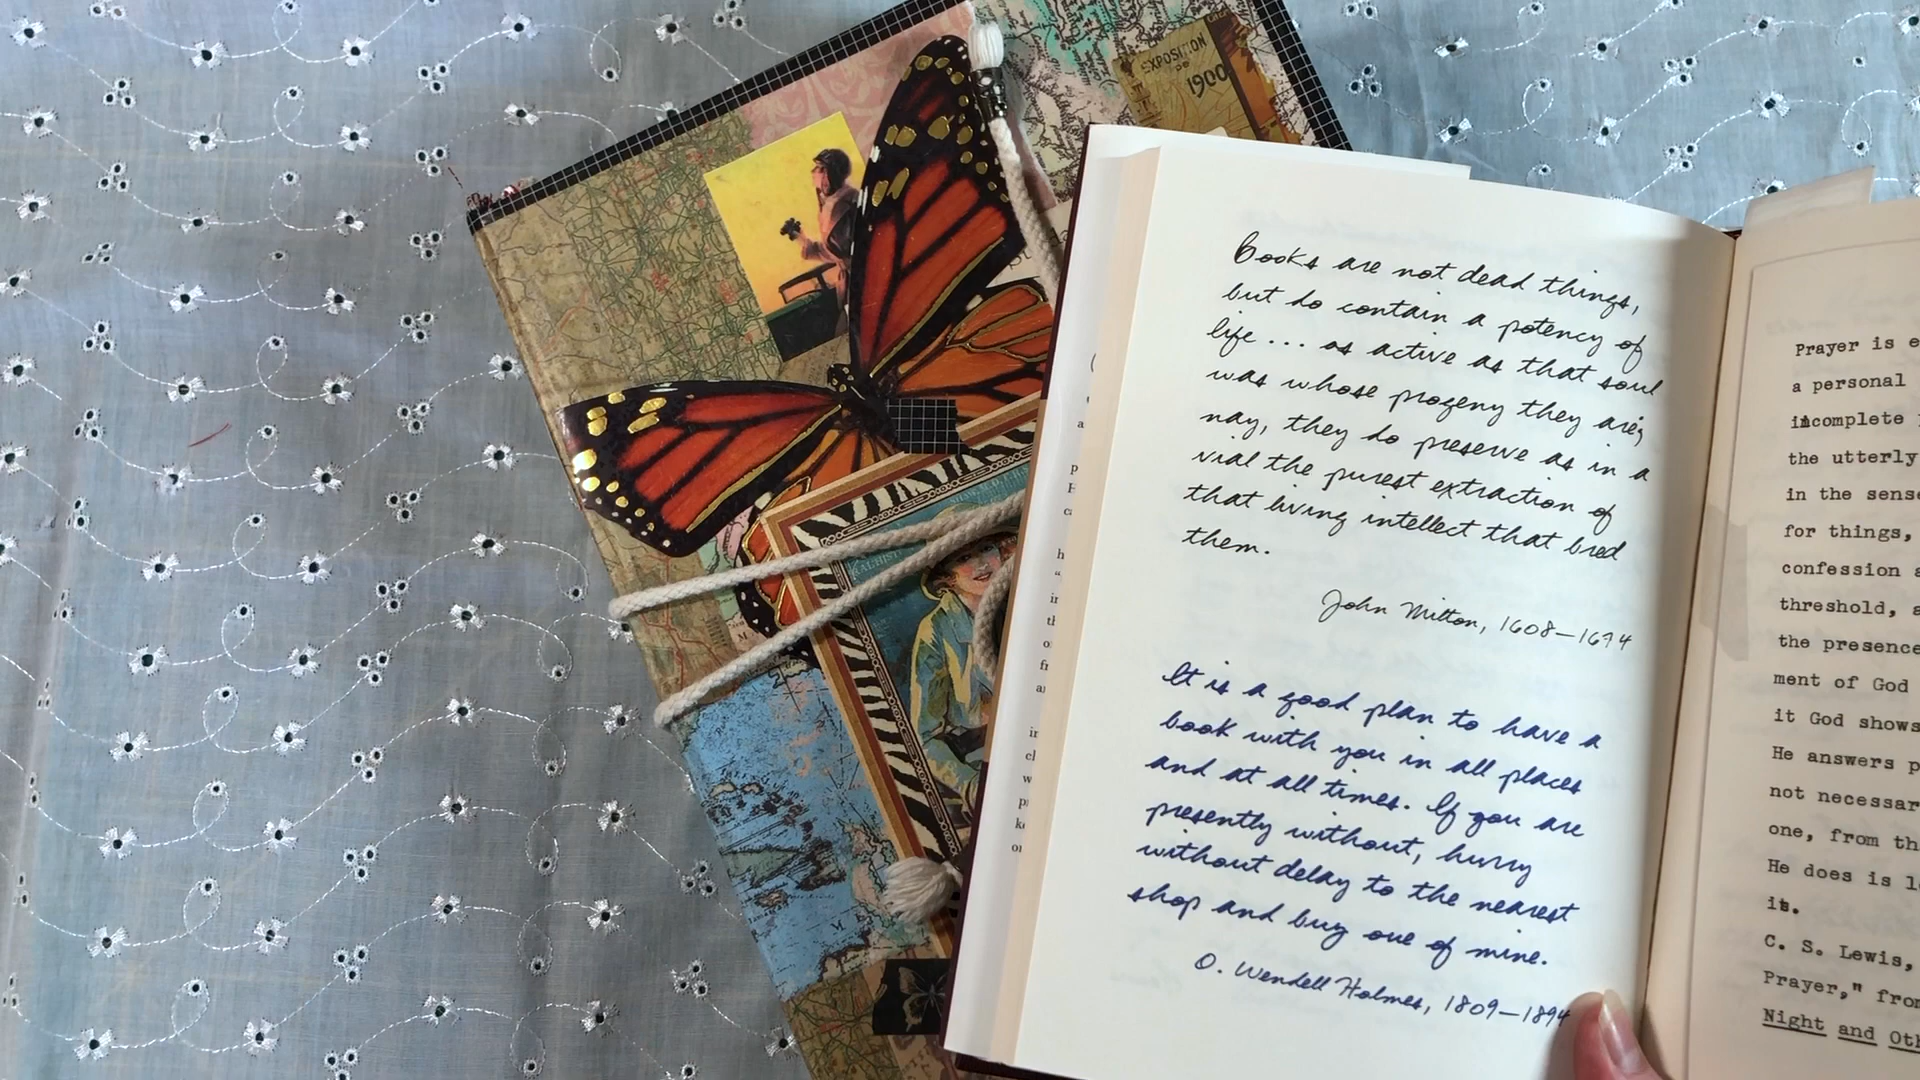 EXPOSITION
DE
1900
Books are not dead things,
but do contain a potency of
life ... as active as that soul
was whose progeny they are;
nay, they do preserve as in a
vial the purest extraction of
that living intellect that bred
them.
John Milton, 1608–1674
It is a good plan to have a
book with you in all places
and at all times. If you are
presently without, hurry
without delay to the nearest
shop and buy one of mine.
O. Wendell Holmes, 1809–1894
Prayer is
a personal
incomplete
the utterly
in the sense
for things,
confession
threshold,
the presence
ment of God
it God shows
He answers
not necessar
one, from th
He does is
it.
C. S. Lewis,
Prayer," from
Night and Oth